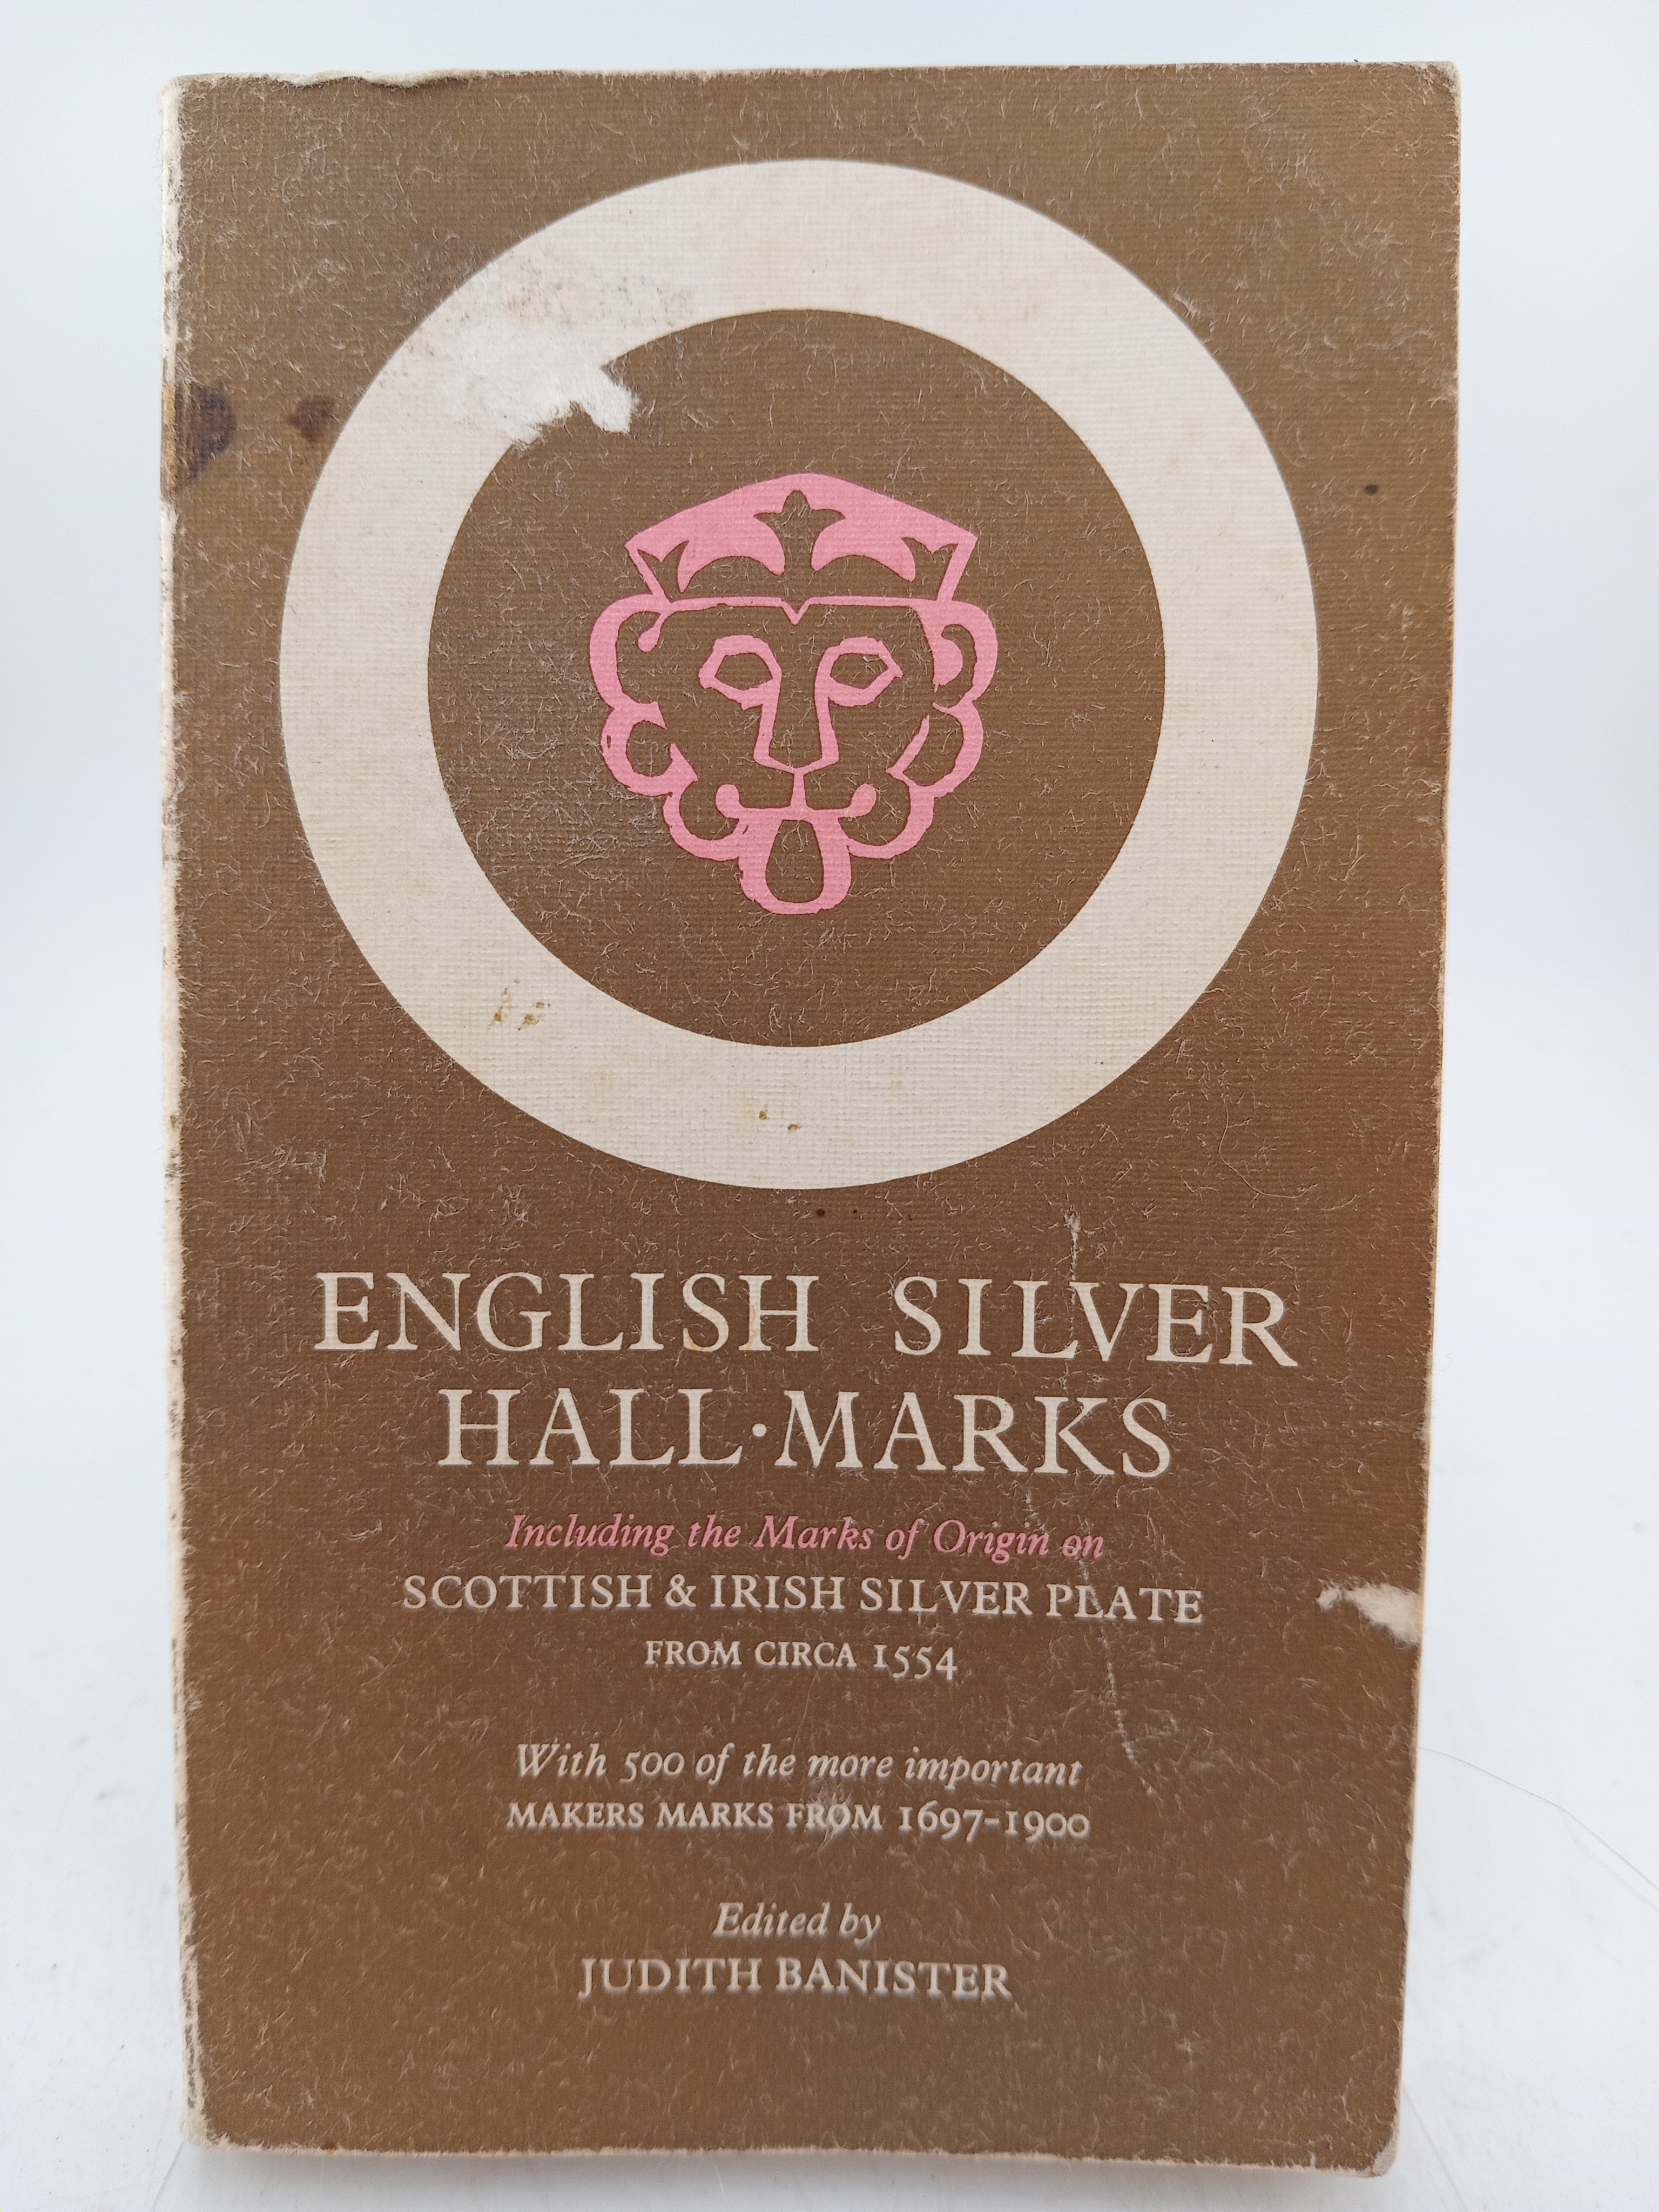 ENGLISH SILVER
HALL·MARKS
Including the Marks of Origin on
SCOTTISH & IRISH SILVER PLATE
FROM CIRCA 1554
With 500 of the more important
MAKERS MARKS FROM 1697-1900
Edited by
JUDITH BANISTER